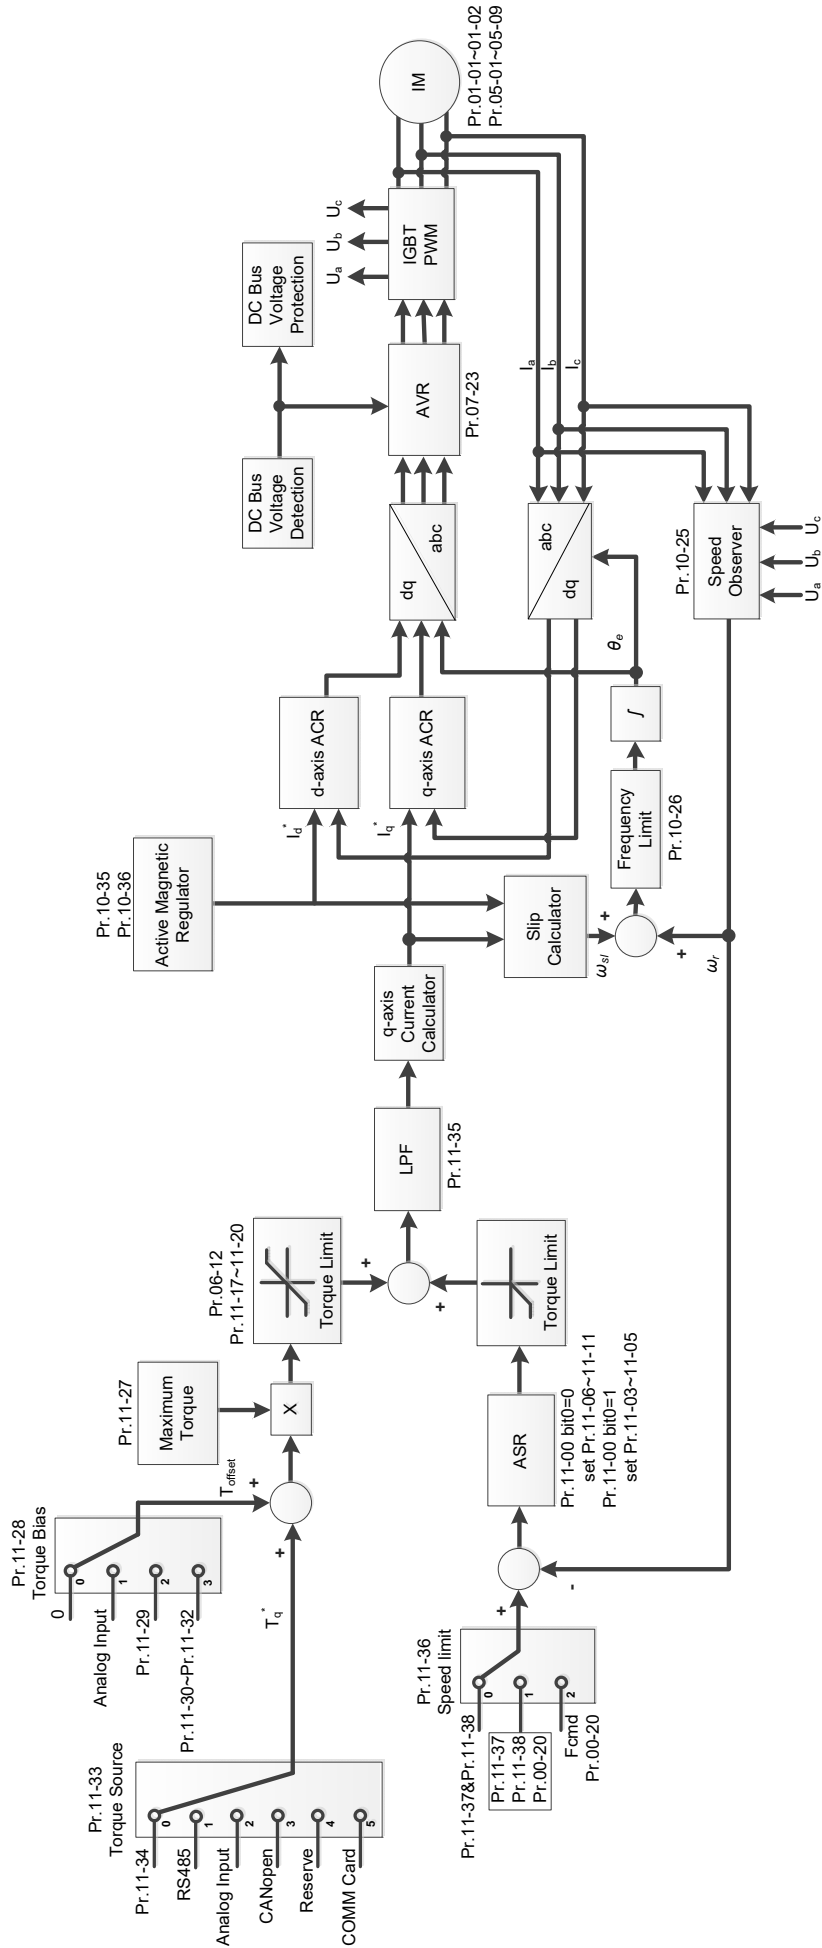 Pr.11-33
Torque Source
Pr.11-34
RS485
Analog Input
CANopen
Reserve
COMM Card
0
1
2
3
4
5
Tq*
Pr.11-28
Torque Bias
0
Analog Input
Pr.11-29
Pr.11-30~Pr.11-32
0
1
2
3
Toffset
+
+
Pr.11-27
Maximum
Torque
X
Pr.06-12
Pr.11-17~11-20
Torque Limit
+
+
Pr.11-36
Speed limit
Pr.11-37&Pr.11-38
Pr.11-37
Pr.11-38
Pr.00-20
Fcmd
Pr.00-20
0
1
2
+
-
ASR
Pr.11-00 bit0=0
set Pr.11-06~11-11
Pr.11-00 bit0=1
set Pr.11-03~11-05
Torque Limit
LPF
Pr.11-35
q-axis
Current
Calculator
Pr.10-35
Pr.10-36
Active Magnetic
Regulator
Id*
Iq*
d-axis ACR
q-axis ACR
Slip
Calculator
ωsl
+
+
ωr
Frequency
Limit
Pr.10-26
∫
θe
dq
abc
abc
dq
DC Bus
Voltage
Detection
DC Bus
Voltage
Protection
AVR
Pr.07-23
IGBT
PWM
Ua
Ub
Uc
IM
Pr.01-01~01-02
Pr.05-01~05-09
Ia
Ib
Ic
Pr.10-25
Speed
Observer
Ua
Ub
Uc